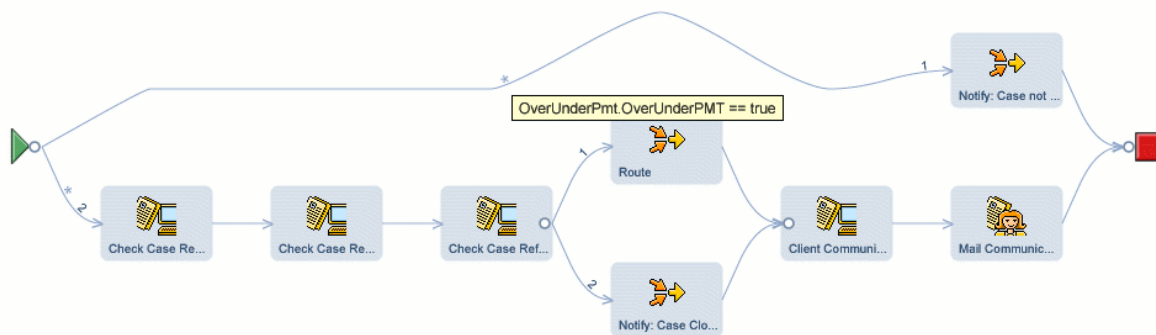 *
1
Notify: Case not ...
OverUnderPmt.OverUnderPMT == true
1
Route
*
2
Check Case Re...
Check Case Re...
Check Case Ref...
Client Communi...
Mail Communic...
2
Notify: Case Clo...